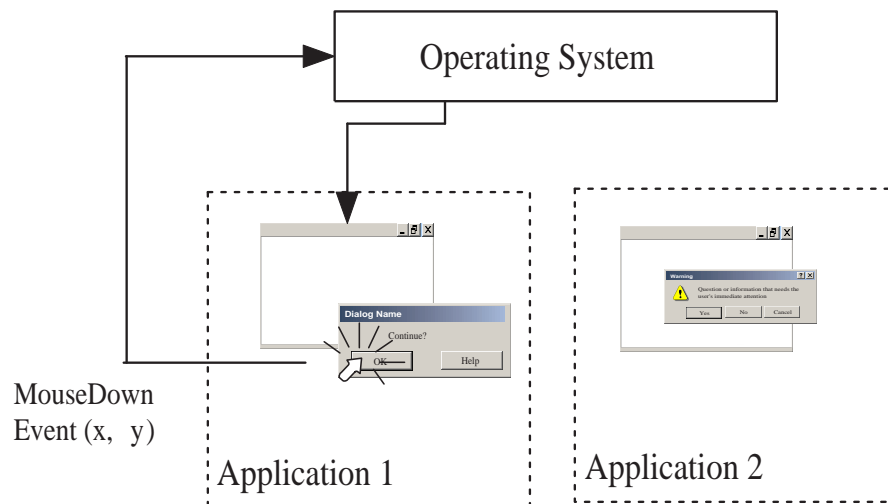 Operating System
Dialog Name
Continue?
OK
Help
Warning
Question or information that needs the
user's immediate attention
Yes
No
Cancel
MouseDown
Event (x, y)
Application 1
Application 2